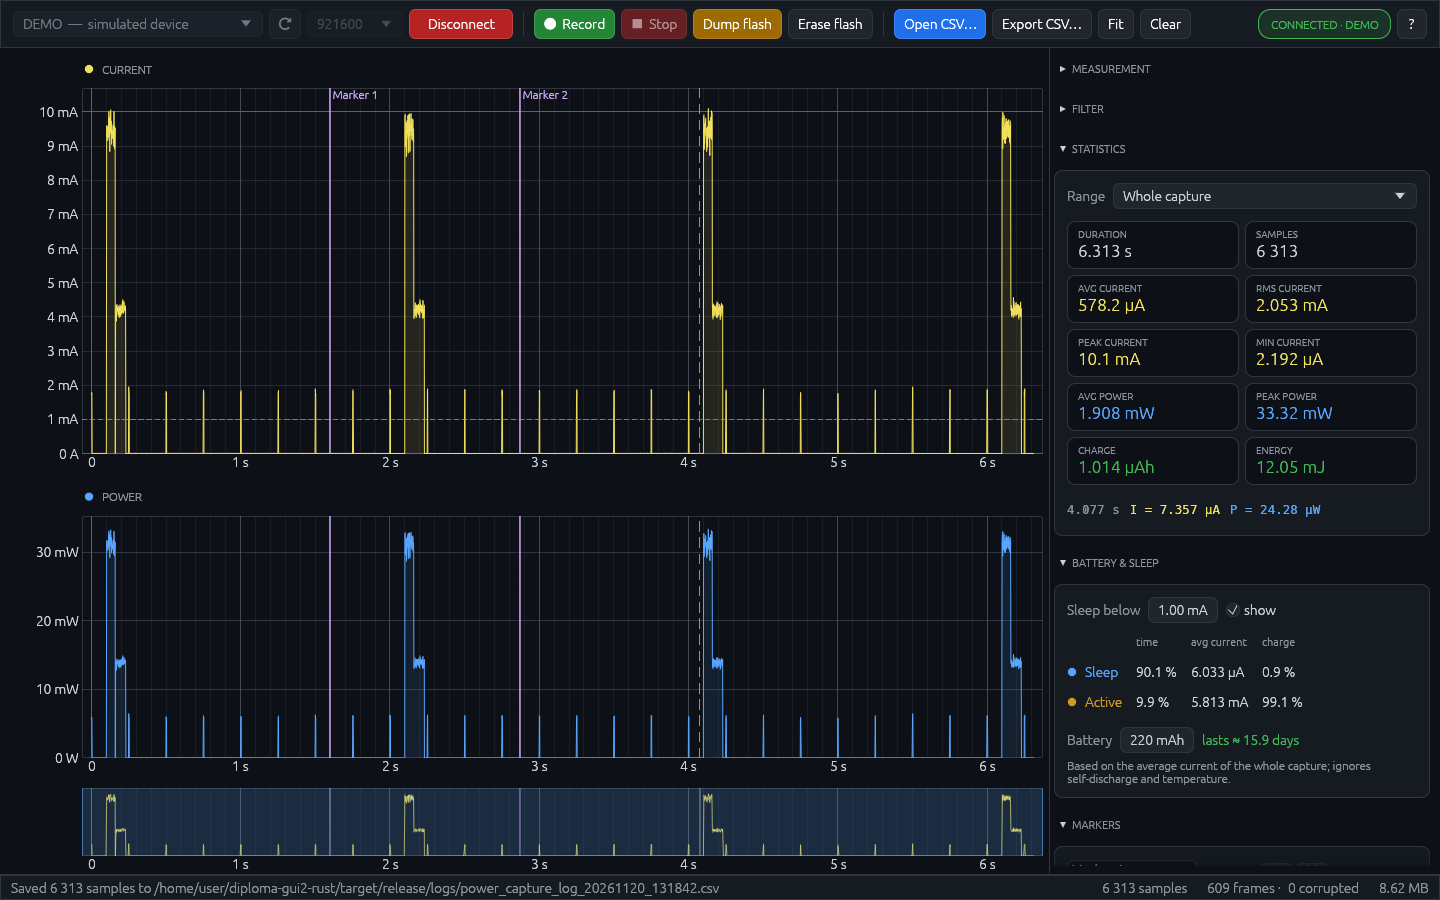 DEMO — simulated device 921600 Disconnect Record Stop Dump flash Erase flash Open CSV… Export CSV… Fit Clear CONNECTED · DEMO ?
CURRENT
Marker 1 Marker 2
10 mA
9 mA
8 mA
7 mA
6 mA
5 mA
4 mA
3 mA
2 mA
1 mA
0 A
0 1 s 2 s 3 s 4 s 5 s 6 s
POWER
30 mW
20 mW
10 mW
0 W
0 1 s 2 s 3 s 4 s 5 s 6 s
0 1 s 2 s 3 s 4 s 5 s 6 s
MEASUREMENT
FILTER
STATISTICS
Range Whole capture
DURATION SAMPLES
6.313 s 6 313
AVG CURRENT RMS CURRENT
578.2 µA 2.053 mA
PEAK CURRENT MIN CURRENT
10.1 mA 2.192 µA
AVG POWER PEAK POWER
1.908 mW 33.32 mW
CHARGE ENERGY
1.014 µAh 12.05 mJ
4.077 s I = 7.357 µA P = 24.28 µW
BATTERY & SLEEP
Sleep below 1.00 mA show
time avg current charge
Sleep 90.1 % 6.033 µA 0.9 %
Active 9.9 % 5.813 mA 99.1 %
Battery 220 mAh lasts ≈ 15.9 days
Based on the average current of the whole capture; ignores
self-discharge and temperature.
MARKERS
Saved 6 313 samples to /home/user/diploma-gui2-rust/target/release/logs/power_capture_log_20261120_131842.csv 6 313 samples 609 frames · 0 corrupted 8.62 MB